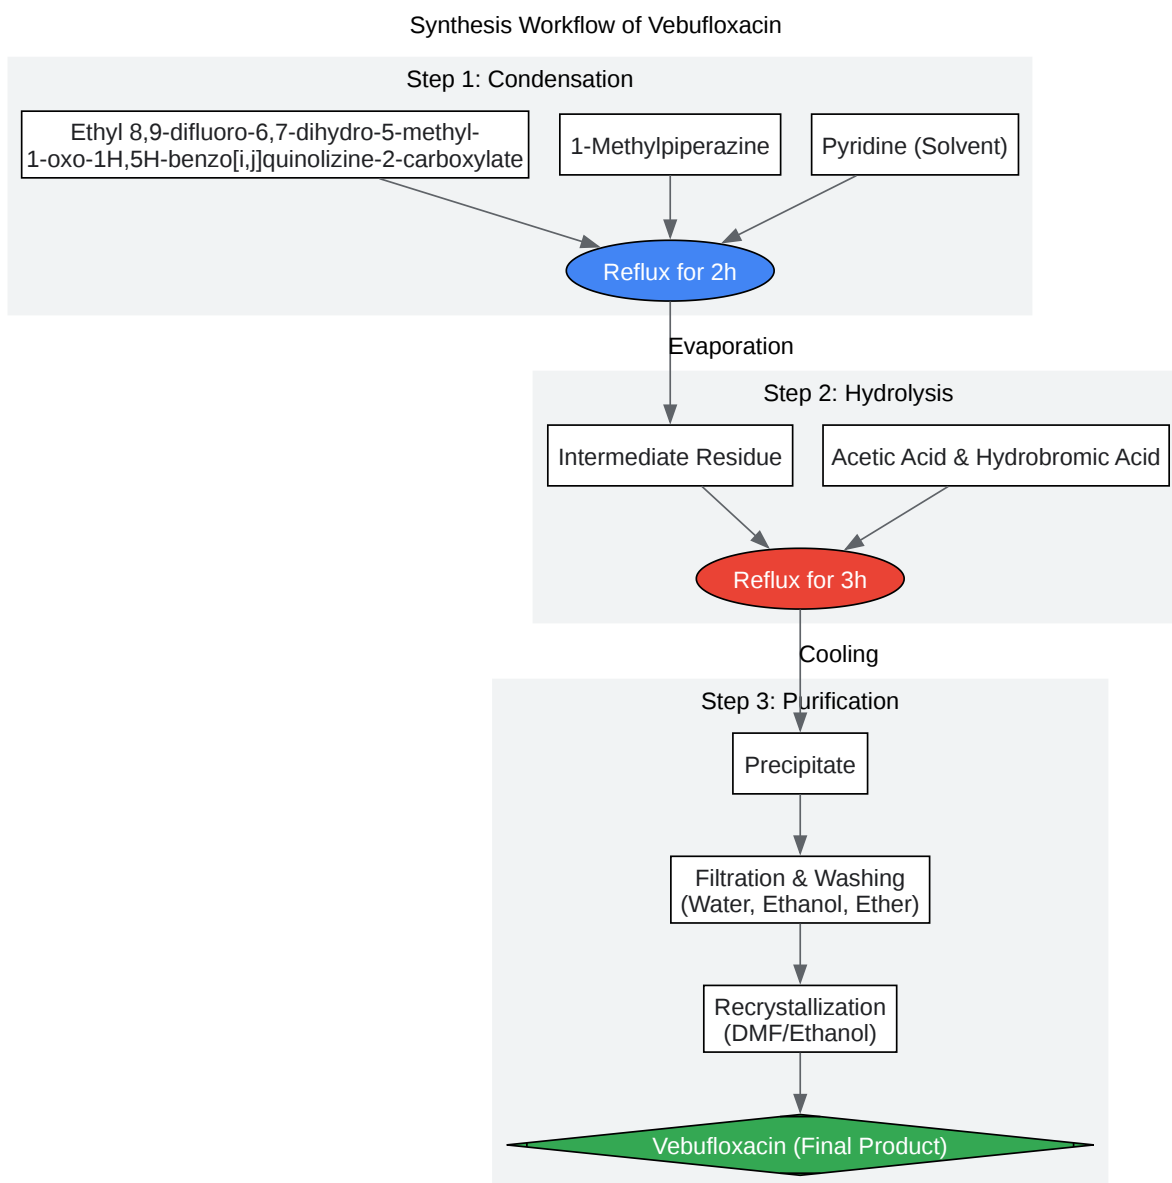 Synthesis Workflow of Vebufloxacin
Step 1: Condensation
Ethyl 8,9-difluoro-6,7-dihydro-5-methyl-
1-oxo-1H,5H-benzo[i,j]quinolizine-2-carboxylate
1-Methylpiperazine
Pyridine (Solvent)
Reflux for 2h
Evaporation
Step 2: Hydrolysis
Intermediate Residue
Acetic Acid & Hydrobromic Acid
Reflux for 3h
Cooling
Step 3: Purification
Precipitate
Filtration & Washing
(Water, Ethanol, Ether)
Recrystallization
(DMF/Ethanol)
Vebufloxacin (Final Product)